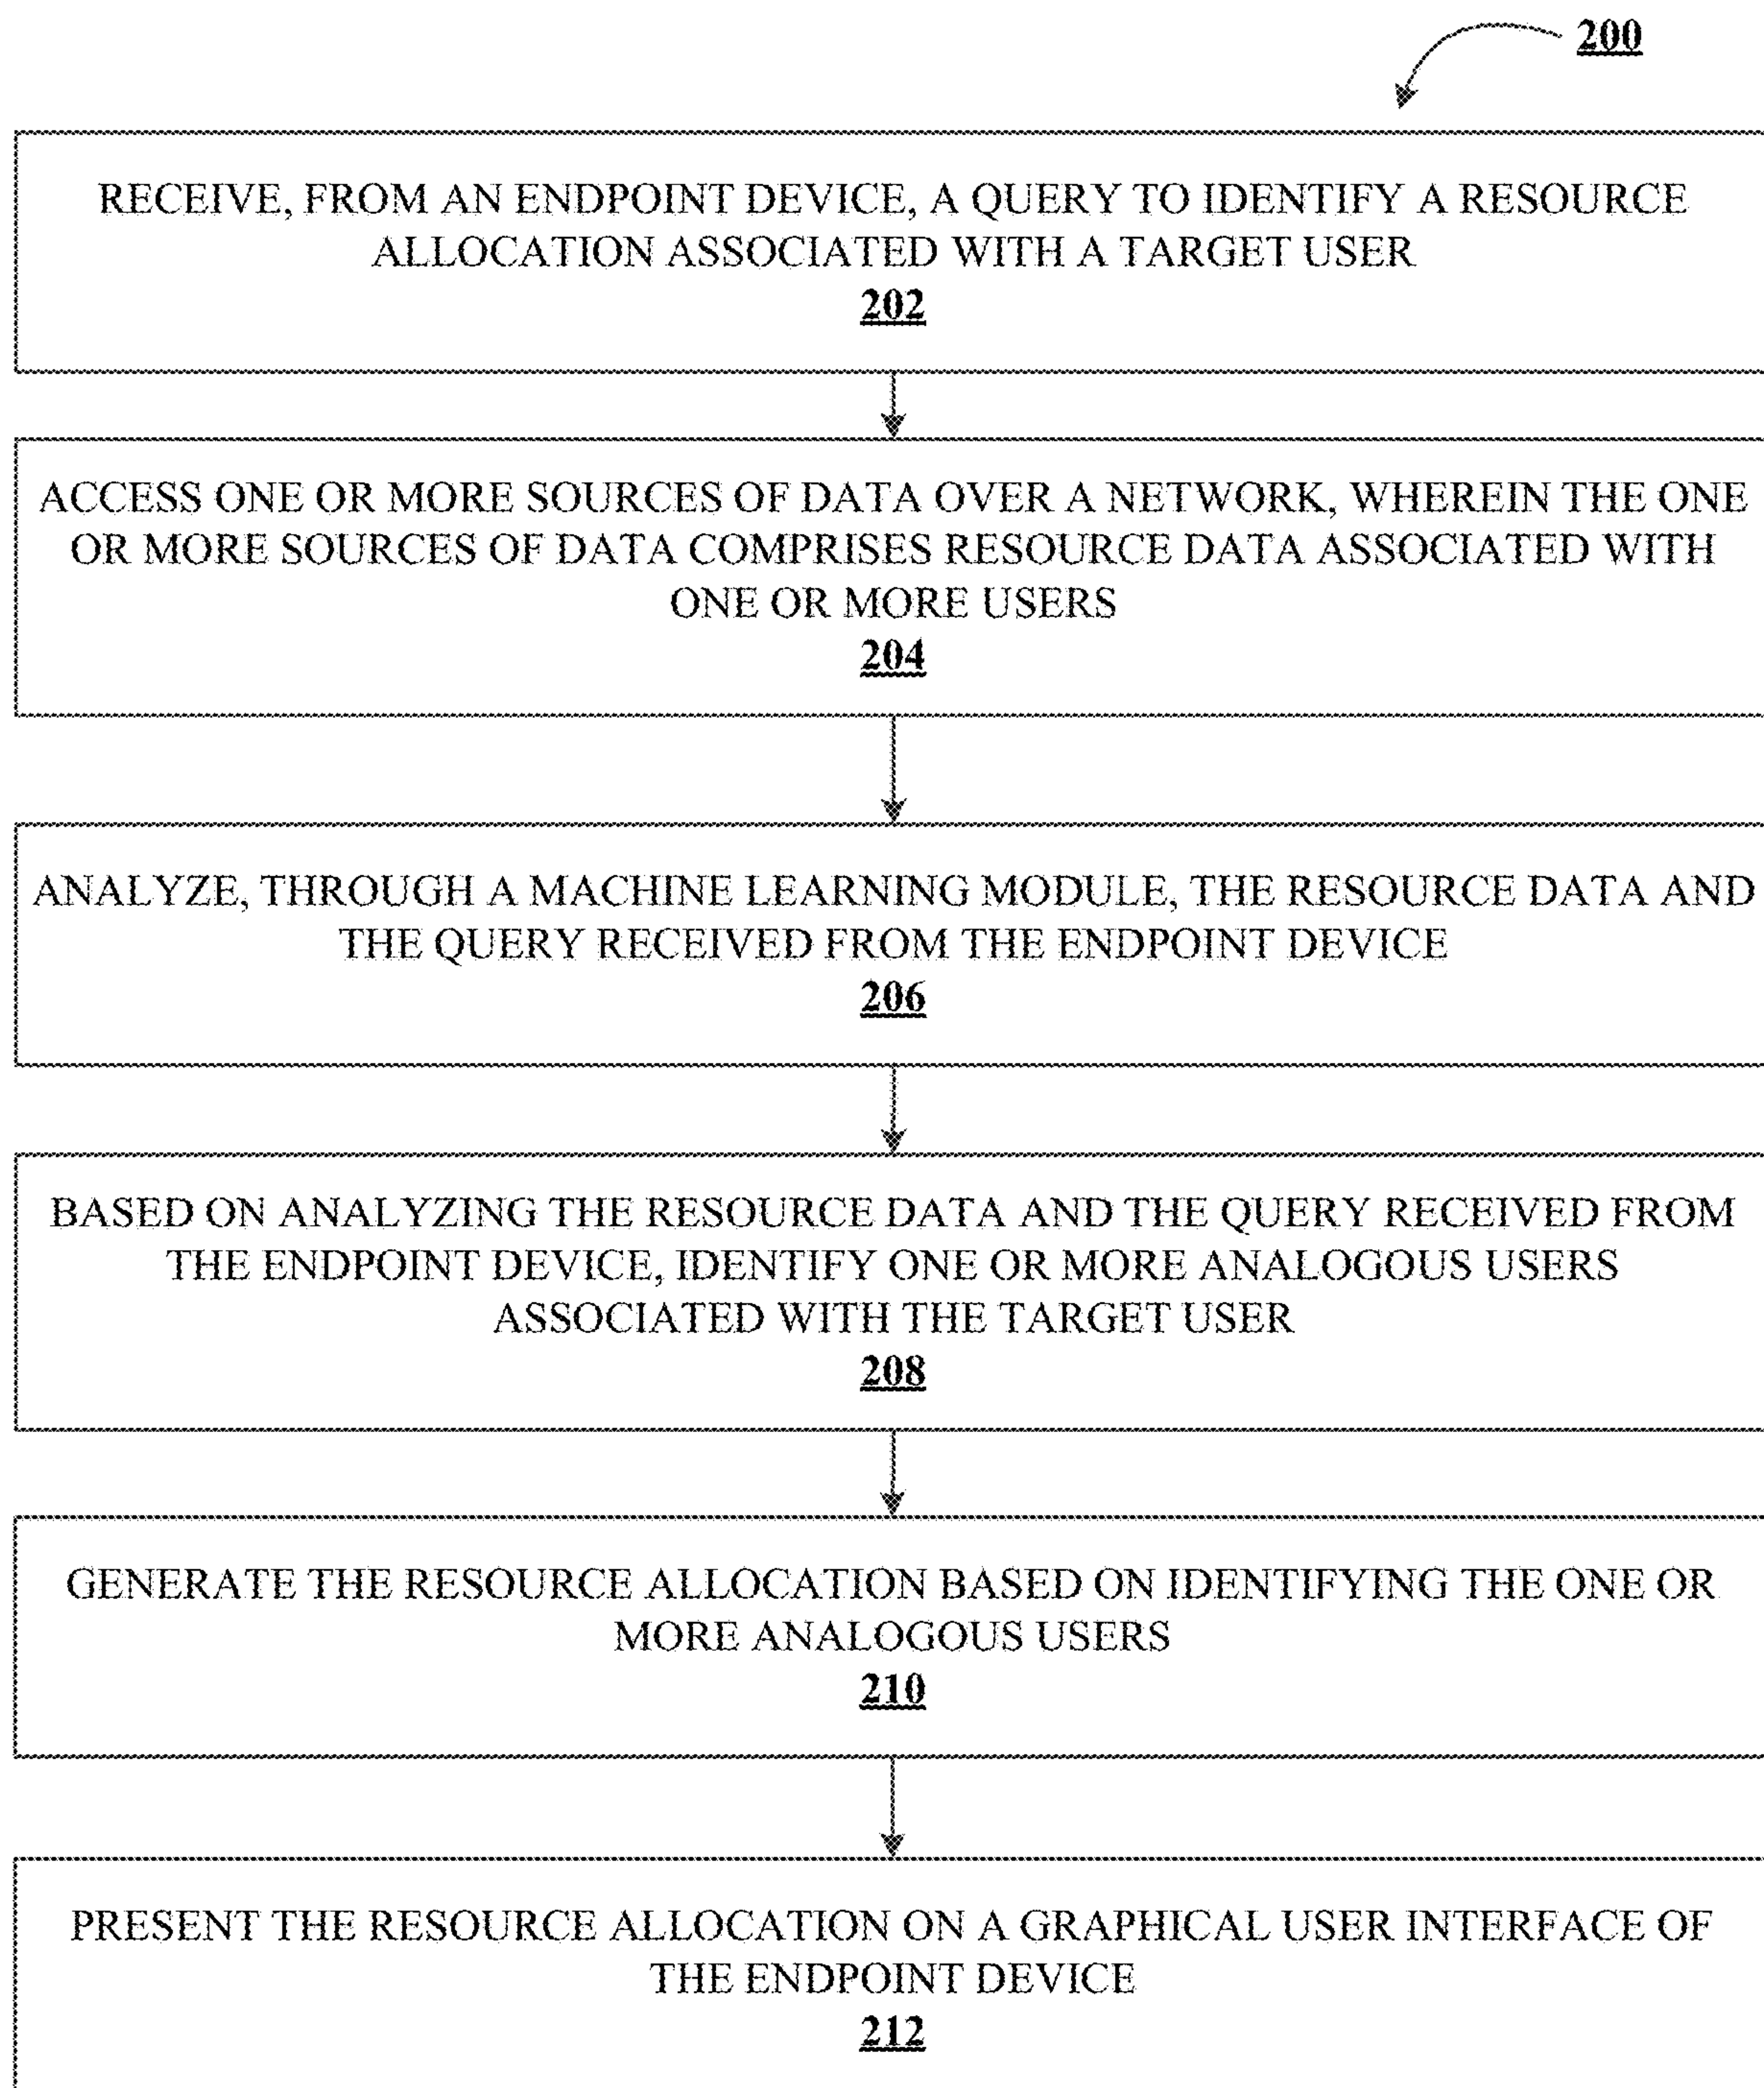 200
RECEIVE, FROM AN ENDPOINT DEVICE, A QUERY TO IDENTIFY A RESOURCE
ALLOCATION ASSOCIATED WITH A TARGET USER
202
ACCESS ONE OR MORE SOURCES OF DATA OVER A NETWORK, WHEREIN THE ONE
OR MORE SOURCES OF DATA COMPRISES RESOURCE DATA ASSOCIATED WITH
ONE OR MORE USERS
204
ANALYZE, THROUGH A MACHINE LEARNING MODULE, THE RESOURCE DATA AND
THE QUERY RECEIVED FROM THE ENDPOINT DEVICE
206
BASED ON ANALYZING THE RESOURCE DATA AND THE QUERY RECEIVED FROM
THE ENDPOINT DEVICE, IDENTIFY ONE OR MORE ANALOGOUS USERS
ASSOCIATED WITH THE TARGET USER
208
GENERATE THE RESOURCE ALLOCATION BASED ON IDENTIFYING THE ONE OR
MORE ANALOGOUS USERS
210
PRESENT THE RESOURCE ALLOCATION ON A GRAPHICAL USER INTERFACE OF
THE ENDPOINT DEVICE
212